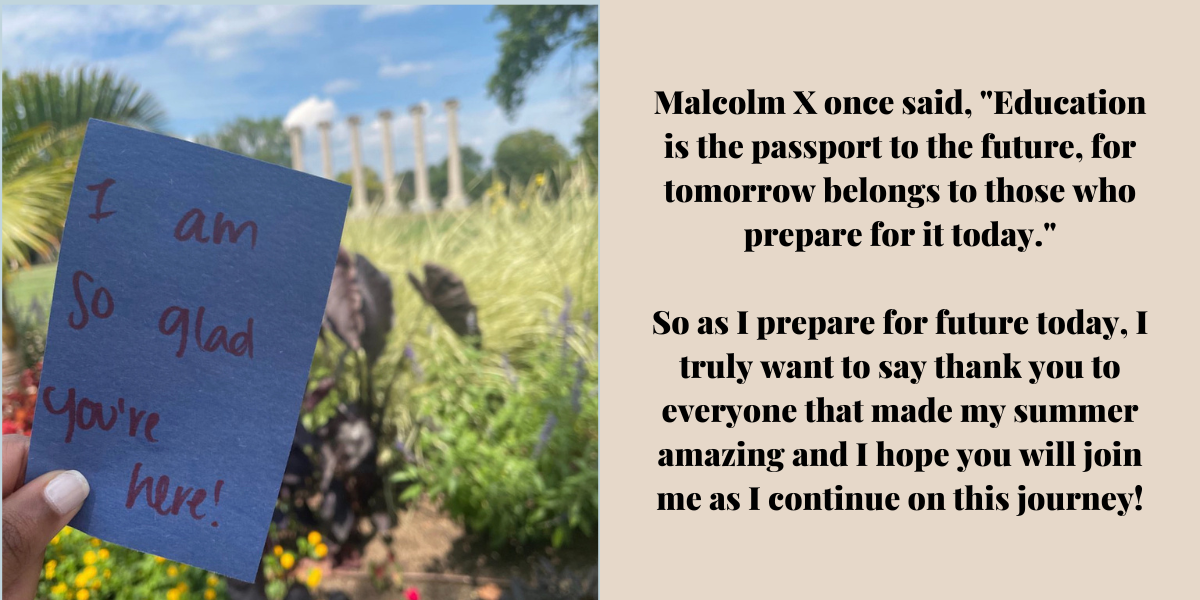 I am
So glad
you're
here!
Malcolm X once said, "Education
is the passport to the future, for
tomorrow belongs to those who
prepare for it today."
So as I prepare for future today, I
truly want to say thank you to
everyone that made my summer
amazing and I hope you will join
me as I continue on this journey!